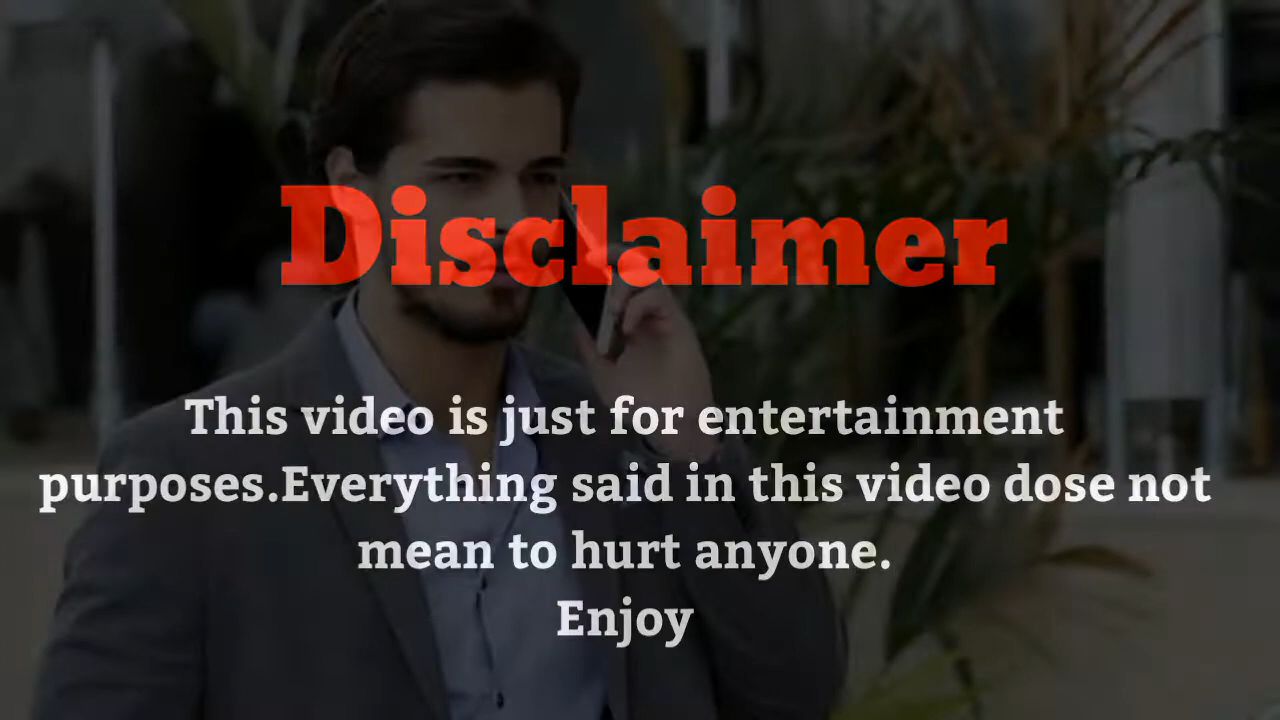 Disclaimer
This video is just for entertainment
purposes.Everything said in this video dose not
mean to hurt anyone.
Enjoy